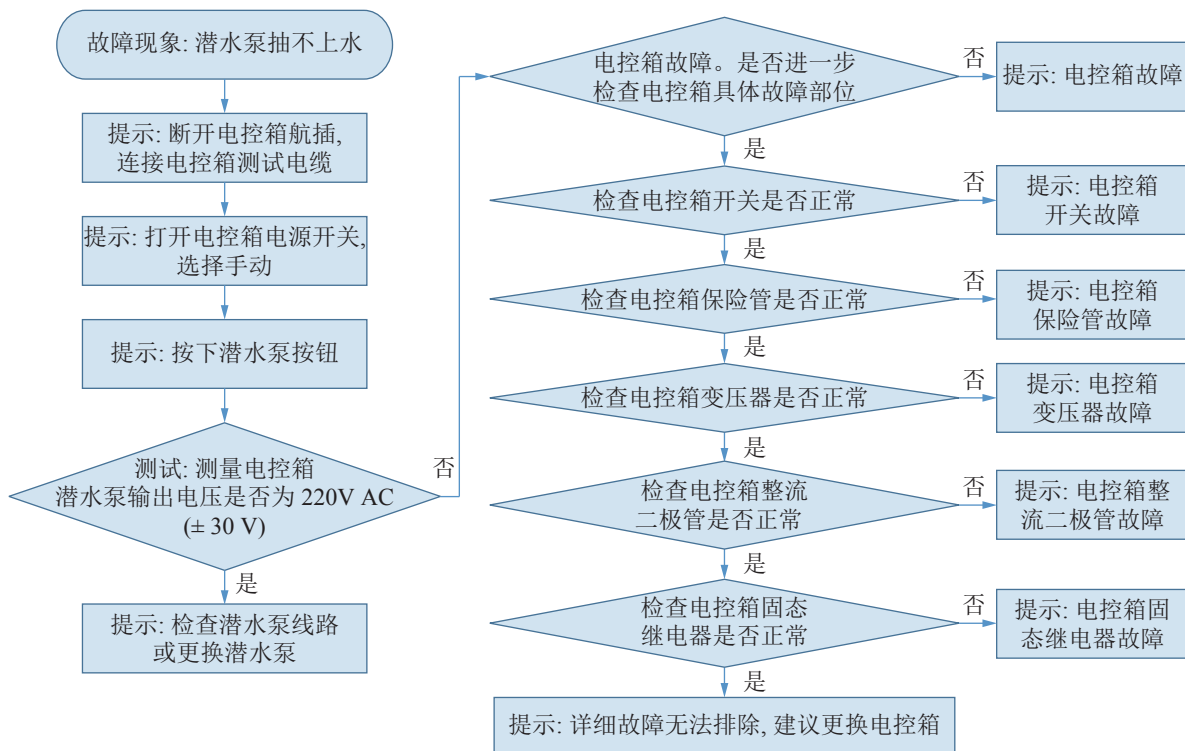 故障现象: 潜水泵抽不上水
提示: 断开电控箱航插,
连接电控箱测试电缆
提示: 打开电控箱电源开关,
选择手动
提示: 按下潜水泵按钮
测试: 测量电控箱
潜水泵输出电压是否为 220V AC
(± 30 V)
否
是
提示: 检查潜水泵线路
或更换潜水泵
电控箱故障。是否进一步
检查电控箱具体故障部位
否
提示: 电控箱故障
是
检查电控箱开关是否正常
否
提示: 电控箱
开关故障
是
检查电控箱保险管是否正常
否
提示: 电控箱
保险管故障
是
检查电控箱变压器是否正常
否
提示: 电控箱
变压器故障
是
检查电控箱整流
二极管是否正常
否
提示: 电控箱整
流二极管故障
是
检查电控箱固态
继电器是否正常
否
提示: 电控箱固
态继电器故障
是
提示: 详细故障无法排除, 建议更换电控箱